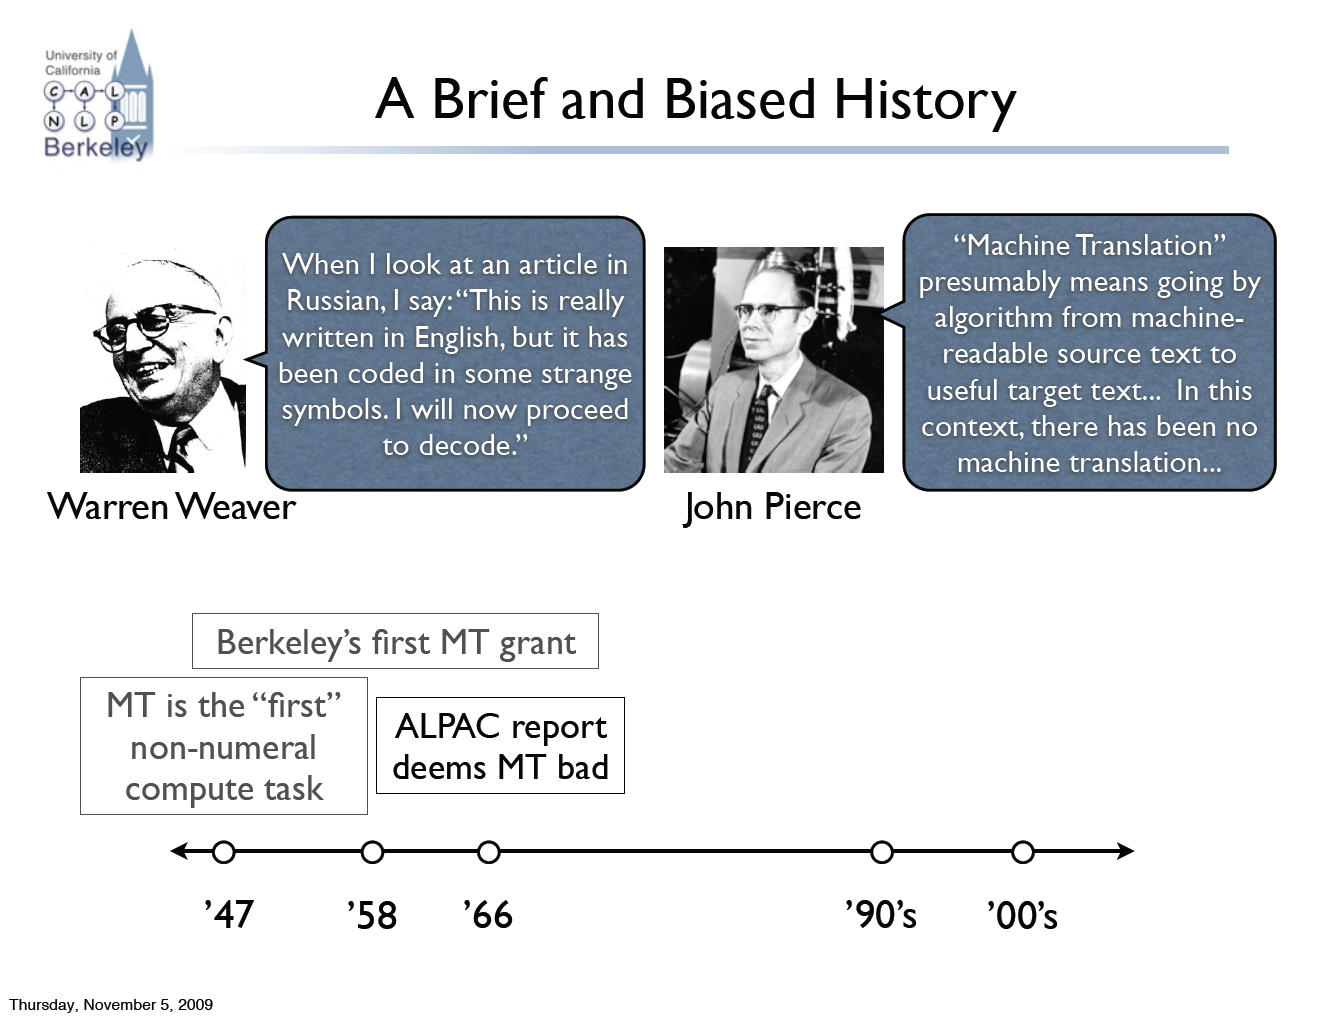 University of
California
C A L
N L P
Berkeley
A Brief and Biased History
When I look at an article in
Russian, I say: “This is really
written in English, but it has
been coded in some strange
symbols. I will now proceed
to decode.”
Warren Weaver
“Machine Translation”
presumably means going by
algorithm from machine-
readable source text to
useful target text... In this
context, there has been no
machine translation...
John Pierce
Berkeley’s first MT grant
MT is the “first”
non-numeral
compute task
ALPAC report
deems MT bad
’47 ’58 ’66 ’90’s ’00’s
Thursday, November 5, 2009